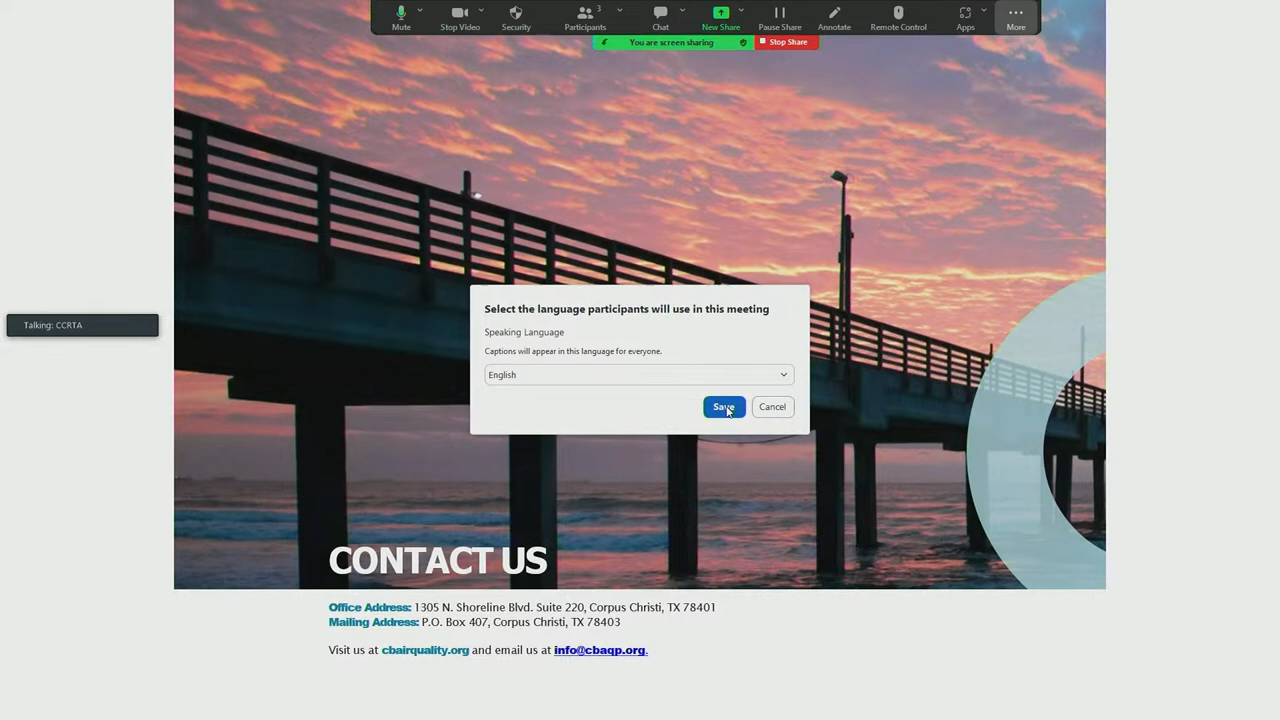 3
Mute
Stop Video
Security
Participants
Chat
New Share
Pause Share
Annotate
Remote Control
Apps
More
You are screen sharing
Stop Share
Talking: CCRTA
Select the language participants will use in this meeting
Speaking Language
Captions will appear in this language for everyone.
English
Save
Cancel
CONTACT US
Office Address: 1305 N. Shoreline Blvd. Suite 220, Corpus Christi, TX 78401
Mailing Address: P.O. Box 407, Corpus Christi, TX 78403
Visit us at cbairquality.org and email us at info@cbaqp.org.